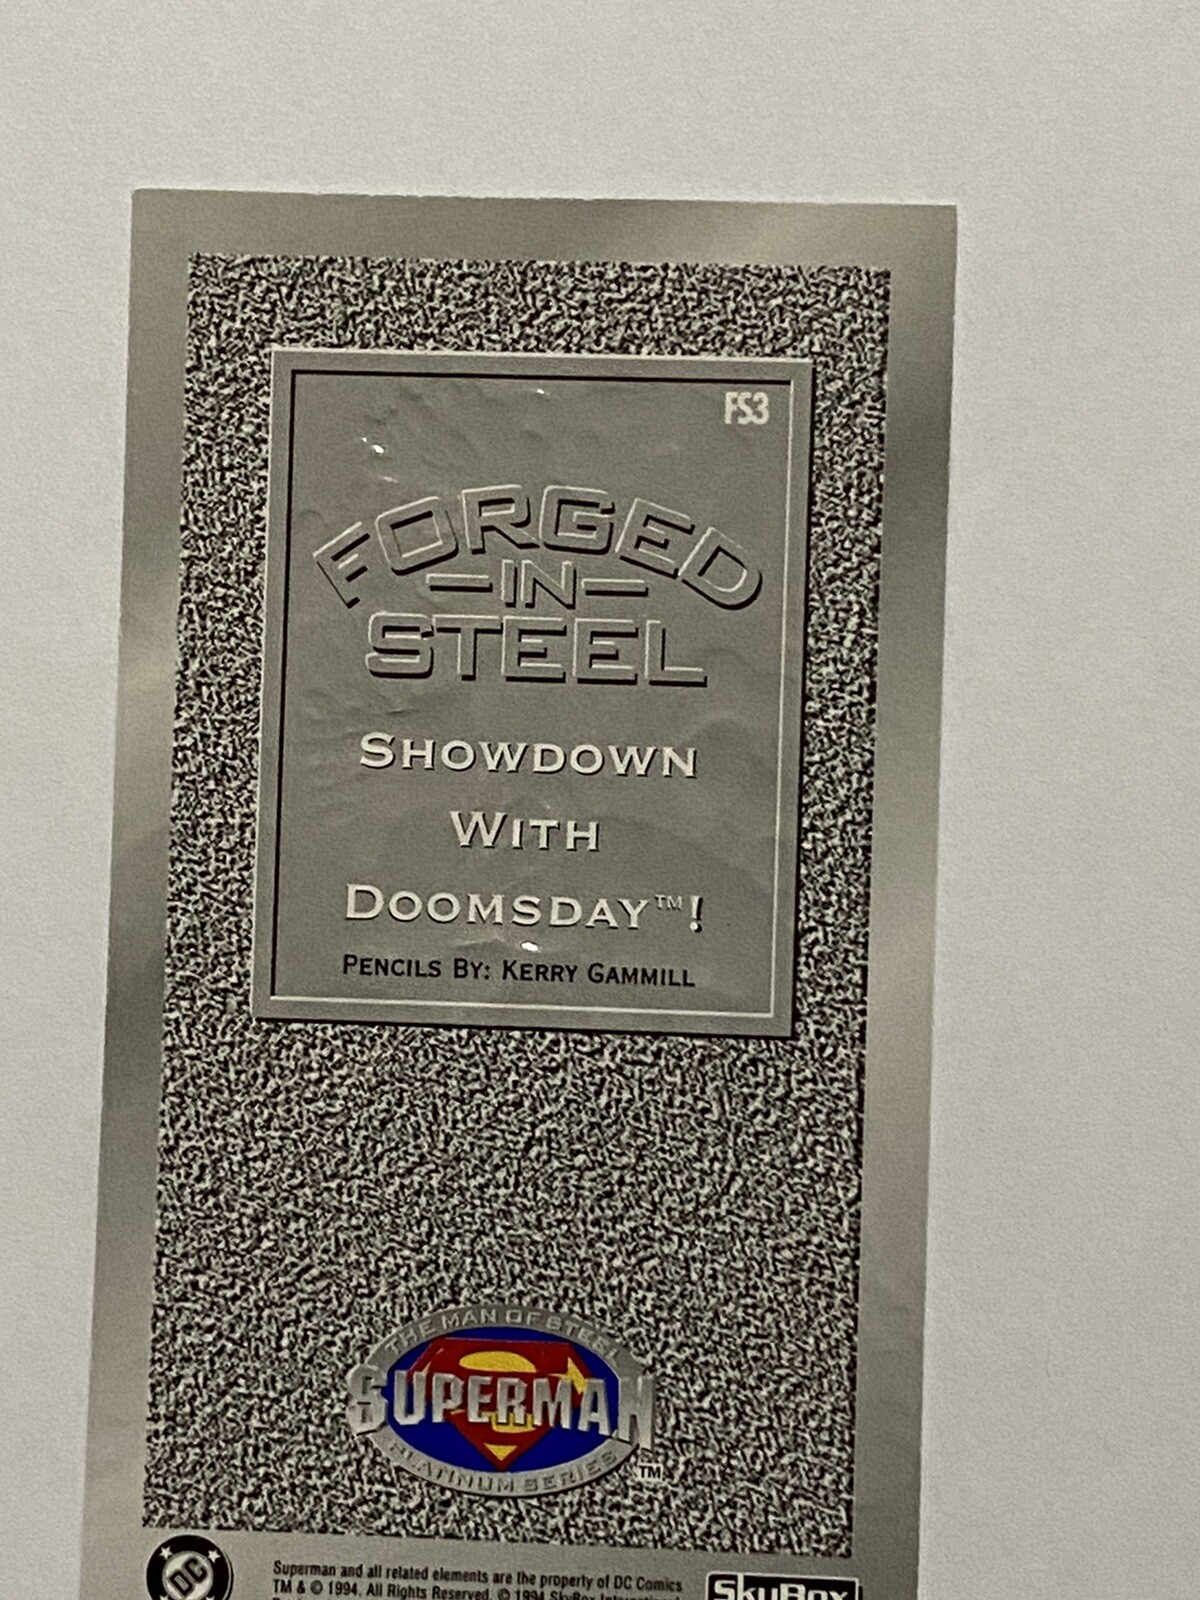 FS3
FORGED
—IN—
STEEL
SHOWDOWN
WITH
DOOMSDAY™!
PENCILS BY: KERRY GAMMILL
THE MAN OF STEEL
SUPERMAN
PLATINUM SERIES
TM
DC
Superman and all related elements are the property of DC Comics
TM & © 1994. All Rights Reserved. © 1994 SkyBox International
SkyBox